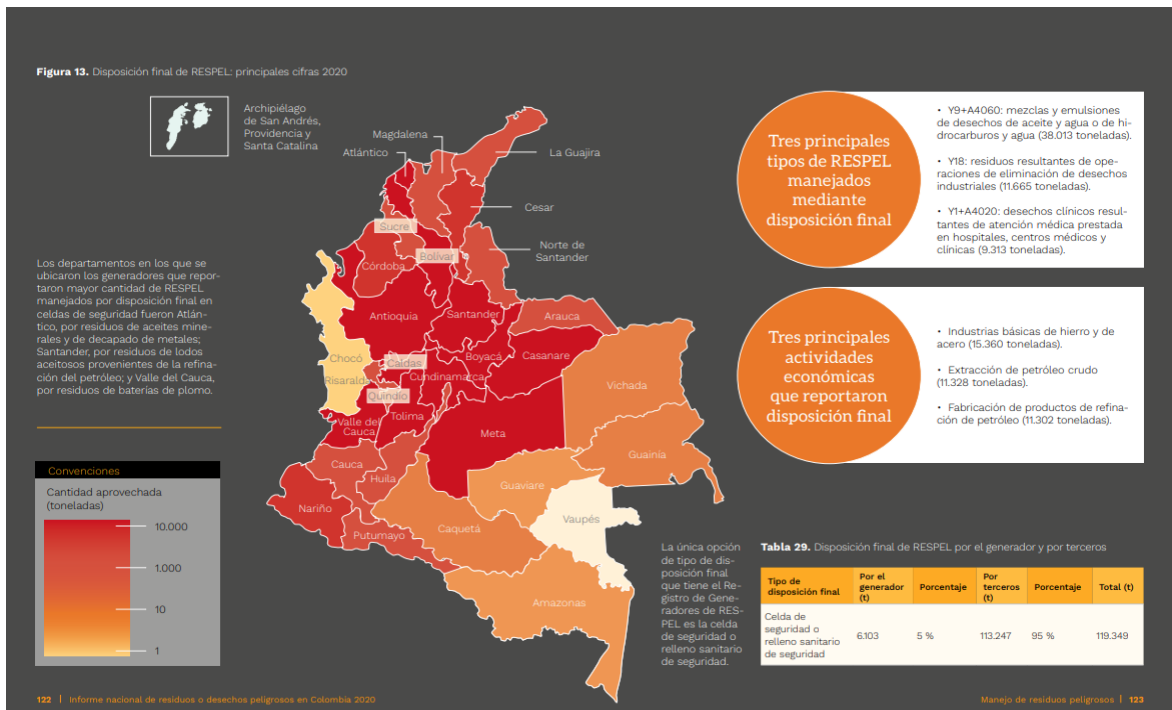 Figura 13. Disposición final de RESPEL: principales cifras 2020
Archipiélago
de San Andrés,
Providencia y
Santa Catalina
Magdalena
Atlántico
La Guajira
Cesar
Sucre
Norte de
Santander
Bolívar
Córdoba
Antioquia
Santander
Arauca
Chocó
Caldas
Boyacá
Casanare
Risaralda
Cundinamarca
Quindío
Vichada
Valle del
Cauca
Tolima
Meta
Cauca
Huila
Guainía
Guaviare
Nariño
Caquetá
Vaupés
Putumayo
Amazonas
Los departamentos en los que se
ubicaron los generadores que repor-
taron mayor cantidad de RESPEL
manejados por disposición final en
celdas de seguridad fueron Atlán-
tico, por residuos de aceites mine-
rales y de decapado de metales;
Santander, por residuos de lodos
aceitosos provenientes de la refina-
ción del petróleo; y Valle del Cauca,
por residuos de baterías de plomo.
Convenciones
Cantidad aprovechada
(toneladas)
10.000
1.000
10
1
Tres principales
tipos de RESPEL
manejados
mediante
disposición final
• Y9+A4060: mezclas y emulsiones
de desechos de aceite y agua o de hi-
drocarburos y agua (38.013 toneladas).
• Y18: residuos resultantes de ope-
raciones de eliminación de desechos
industriales (11.665 toneladas).
• Y1+A4020: desechos clínicos resul-
tantes de atención médica prestada
en hospitales, centros médicos y
clínicas (9.313 toneladas).
Tres principales
actividades
económicas
que reportaron
disposición final
• Industrias básicas de hierro y de
acero (15.360 toneladas).
• Extracción de petróleo crudo
(11.328 toneladas).
• Fabricación de productos de refina-
ción de petróleo (11.302 toneladas).
La única opción
de tipo de dis-
posición final
que tiene el Re-
gistro de Gene-
radores de RES-
PEL es la celda
de seguridad o
relleno sanitario
de seguridad.
Tabla 29. Disposición final de RESPEL por el generador y por terceros
Tipo de
disposición final
Por el
generador
(t)
Porcentaje
Por
terceros
(t)
Porcentaje
Total (t)
Celda de
seguridad o
relleno sanitario
de seguridad
6.103
5 %
113.247
95 %
119.349
122 | Informe nacional de residuos o desechos peligrosos en Colombia 2020
Manejo de residuos peligrosos | 123